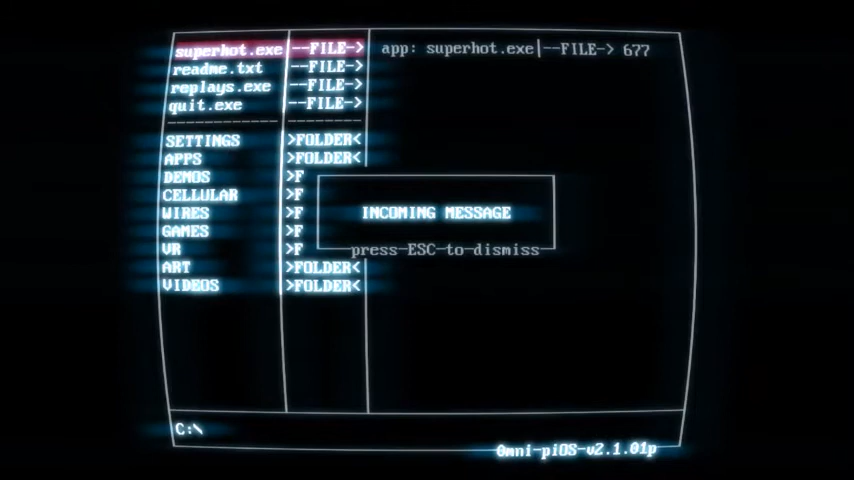 superhot.exe --FILE-> app: superhot.exe|--FILE-> 677
readme.txt --FILE->
replays.exe --FILE->
quit.exe --FILE->
SETTINGS >FOLDER<
APPS >FOLDER<
DEMOS >F
CELLULAR >F
WIRES >F
INCOMING MESSAGE
GAMES >F
VR >F
press ESC to dismiss
ART >FOLDER<
VIDEOS >FOLDER<
C:\
Omni-piOS-v2.1.01p